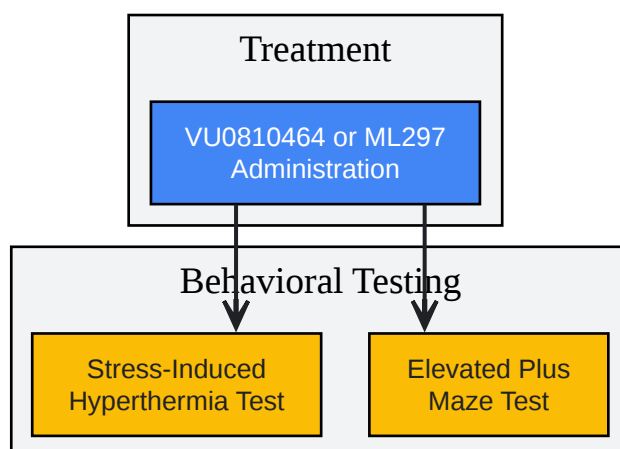 Treatment
VU0810464 or ML297
Administration
Behavioral Testing
Stress-Induced
Hyperthermia Test
Elevated Plus
Maze Test